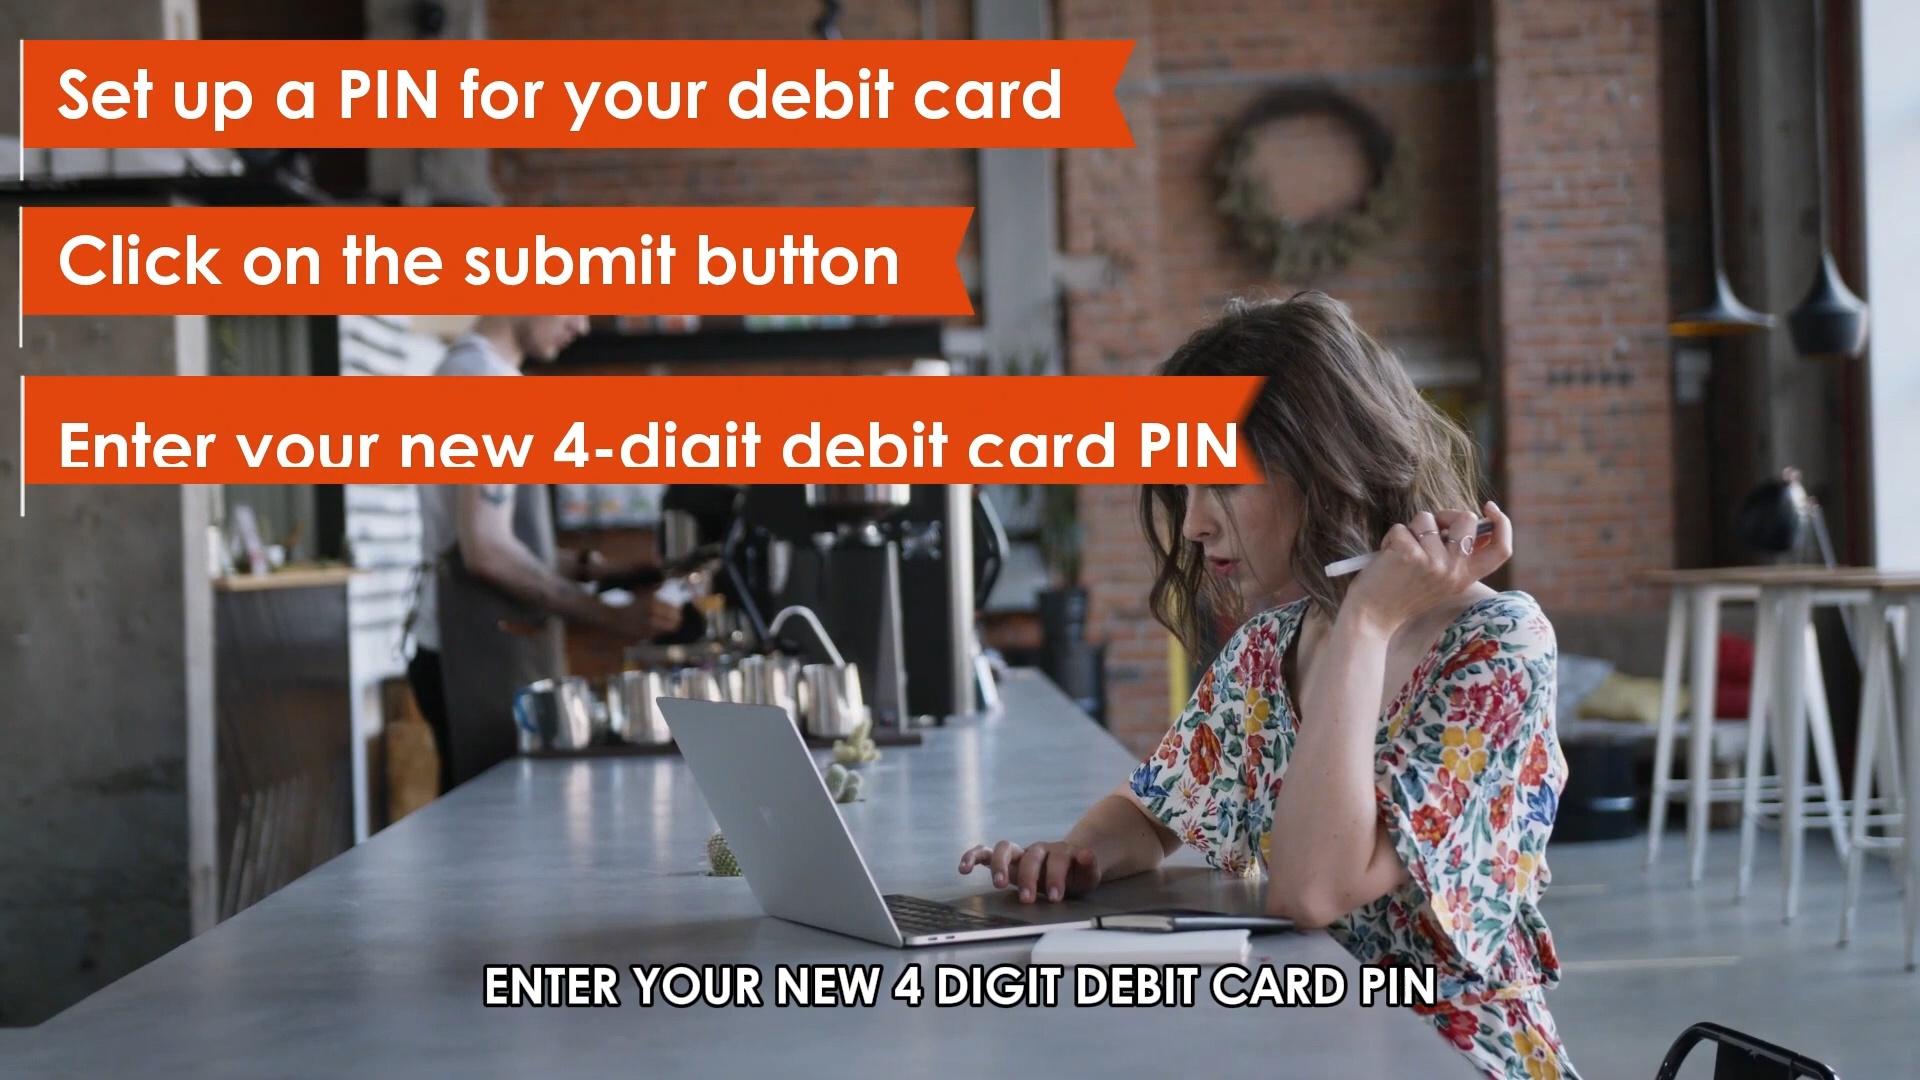 Set up a PIN for your debit card
Click on the submit button
Enter your new 4-digit debit card PIN
ENTER YOUR NEW 4 DIGIT DEBIT CARD PIN